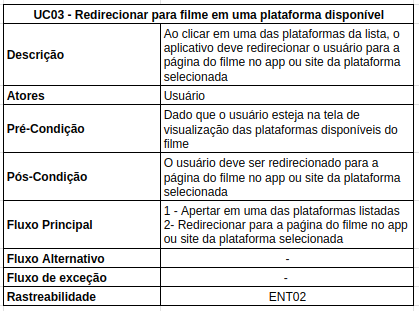 UC03 - Redirecionar para filme em uma plataforma disponível
Descrição
Ao clicar em uma das plataformas da lista, o
aplicativo deve redirecionar o usuário para a
página do filme no app ou site da plataforma
selecionada
Atores
Usuário
Pré-Condição
Dado que o usuário esteja na tela de
visualização das plataformas disponíveis do
filme
Pós-Condição
O usuário deve ser redirecionado para a
página do filme no app ou site da plataforma
selecionada
Fluxo Principal
1 - Apertar em uma das plataformas listadas
2- Redirecionar para a paǵina do filme no app
ou site da plataforma selecionada
Fluxo Alternativo
-
Fluxo de exceção
-
Rastreabilidade
ENT02